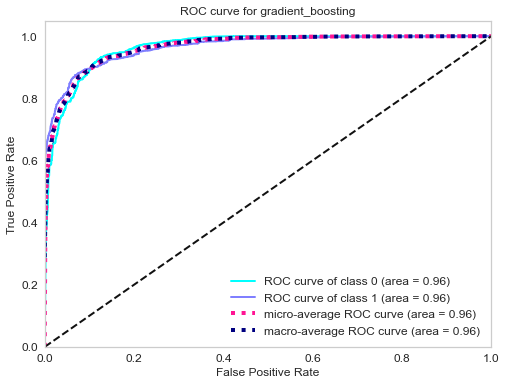 ROC curve for gradient_boosting
1.0
0.8
0.6
0.4
0.2
0.0
True Positive Rate
ROC curve of class 0 (area = 0.96)
ROC curve of class 1 (area = 0.96)
micro-average ROC curve (area = 0.96)
macro-average ROC curve (area = 0.96)
0.0 0.2 0.4 0.6 0.8 1.0
False Positive Rate